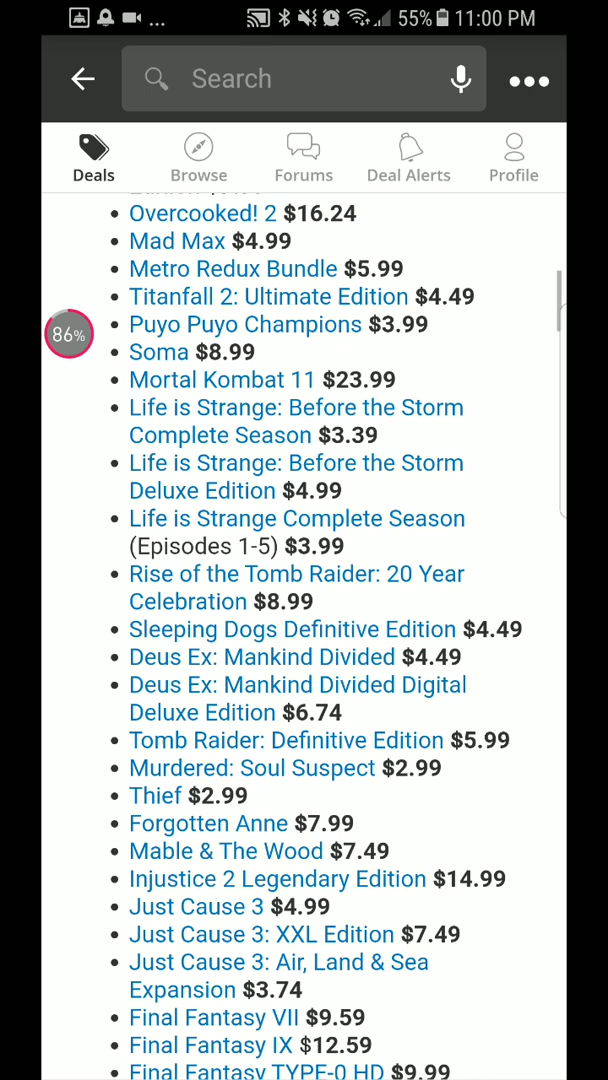 ... 55% 11:00 PM
Search
Deals Browse Forums Deal Alerts Profile
Overcooked! 2 $16.24
Mad Max $4.99
Metro Redux Bundle $5.99
Titanfall 2: Ultimate Edition $4.49
86%
Puyo Puyo Champions $3.99
Soma $8.99
Mortal Kombat 11 $23.99
Life is Strange: Before the Storm
Complete Season $3.39
Life is Strange: Before the Storm
Deluxe Edition $4.99
Life is Strange Complete Season
(Episodes 1-5) $3.99
Rise of the Tomb Raider: 20 Year
Celebration $8.99
Sleeping Dogs Definitive Edition $4.49
Deus Ex: Mankind Divided $4.49
Deus Ex: Mankind Divided Digital
Deluxe Edition $6.74
Tomb Raider: Definitive Edition $5.99
Murdered: Soul Suspect $2.99
Thief $2.99
Forgotten Anne $7.99
Mable & The Wood $7.49
Injustice 2 Legendary Edition $14.99
Just Cause 3 $4.99
Just Cause 3: XXL Edition $7.49
Just Cause 3: Air, Land & Sea
Expansion $3.74
Final Fantasy VII $9.59
Final Fantasy IX $12.59
Final Fantasy TYPE-0 HD $9.99